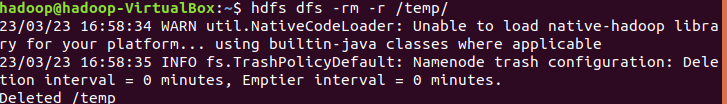 hadoop@hadoop-VirtualBox:~$ hdfs dfs -rm -r /temp/
23/03/23 16:58:34 WARN util.NativeCodeLoader: Unable to load native-hadoop libra
ry for your platform... using builtin-java classes where applicable
23/03/23 16:58:35 INFO fs.TrashPolicyDefault: Namenode trash configuration: Dele
tion interval = 0 minutes, Emptier interval = 0 minutes.
Deleted /temp